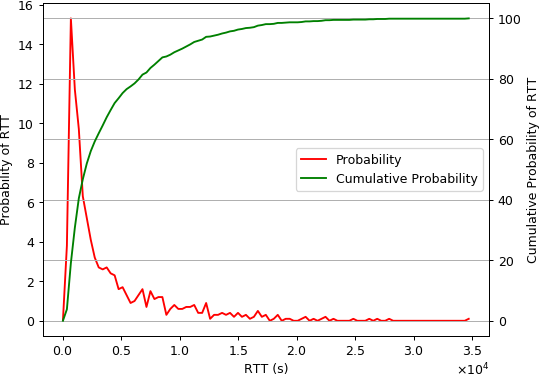 16
14
12
10
8
6
4
2
0
Probability of RTT
100
80
60
40
20
0
Cumulative Probability of RTT
Probability
Cumulative Probability
0.0 0.5 1.0 1.5 2.0 2.5 3.0 3.5
RTT (s)
×10⁴